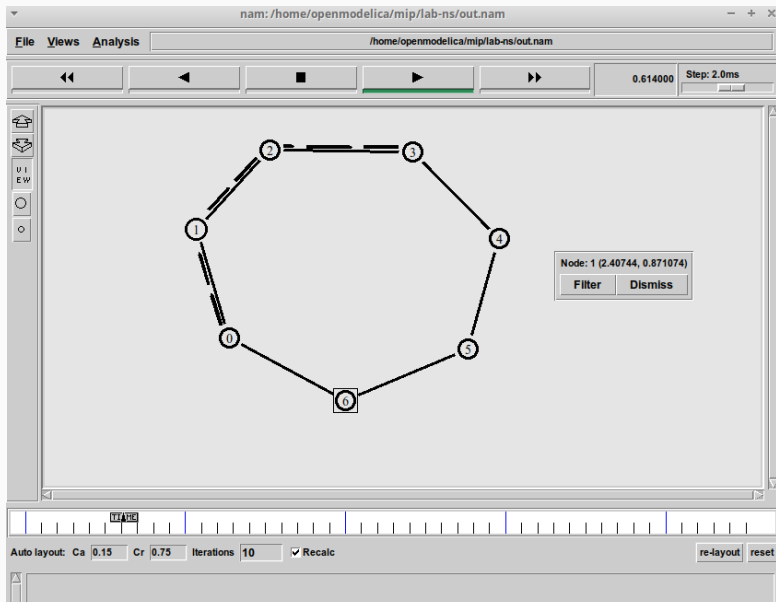 nam: /home/openmodelica/mip/lab-ns/out.nam
File Views Analysis /home/openmodelica/mip/lab-ns/out.nam
0.614000 Step: 2.0ms
VI
EW
2
3
1
4
Node: 1 (2.40744, 0.871074)
Filter Dismiss
0
5
6
TIME
Auto layout: Ca 0.15 Cr 0.75 Iterations 10 Recalc re-layout reset